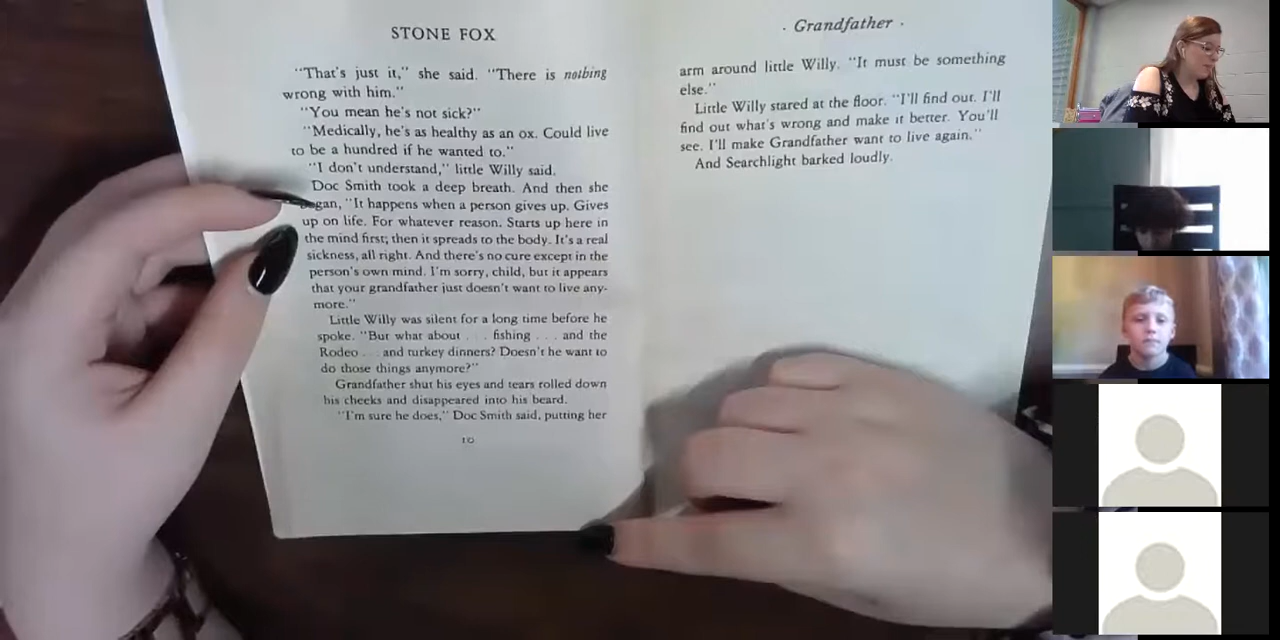 STONE FOX
"That's just it," she said. "There is nothing
wrong with him."
"You mean he's not sick?"
"Medically, he's as healthy as an ox. Could live
to be a hundred if he wanted to."
"I don't understand," little Willy said.
Doc Smith took a deep breath. And then she
began, "It happens when a person gives up. Gives
up on life. For whatever reason. Starts up here in
the mind first; then it spreads to the body. It's a real
sickness, all right. And there's no cure except in the
person's own mind. I'm sorry, child, but it appears
that your grandfather just doesn't want to live any-
more."
Little Willy was silent for a long time before he
spoke. "But what about . . . fishing . . . and the
Rodeo . . . and turkey dinners? Doesn't he want to
do those things anymore?"
Grandfather shut his eyes and tears rolled down
his cheeks and disappeared into his beard.
"I'm sure he does," Doc Smith said, putting her
10
· Grandfather ·
arm around little Willy. "It must be something
else."
Little Willy stared at the floor. "I'll find out. I'll
find out what's wrong and make it better. You'll
see. I'll make Grandfather want to live again."
And Searchlight barked loudly.